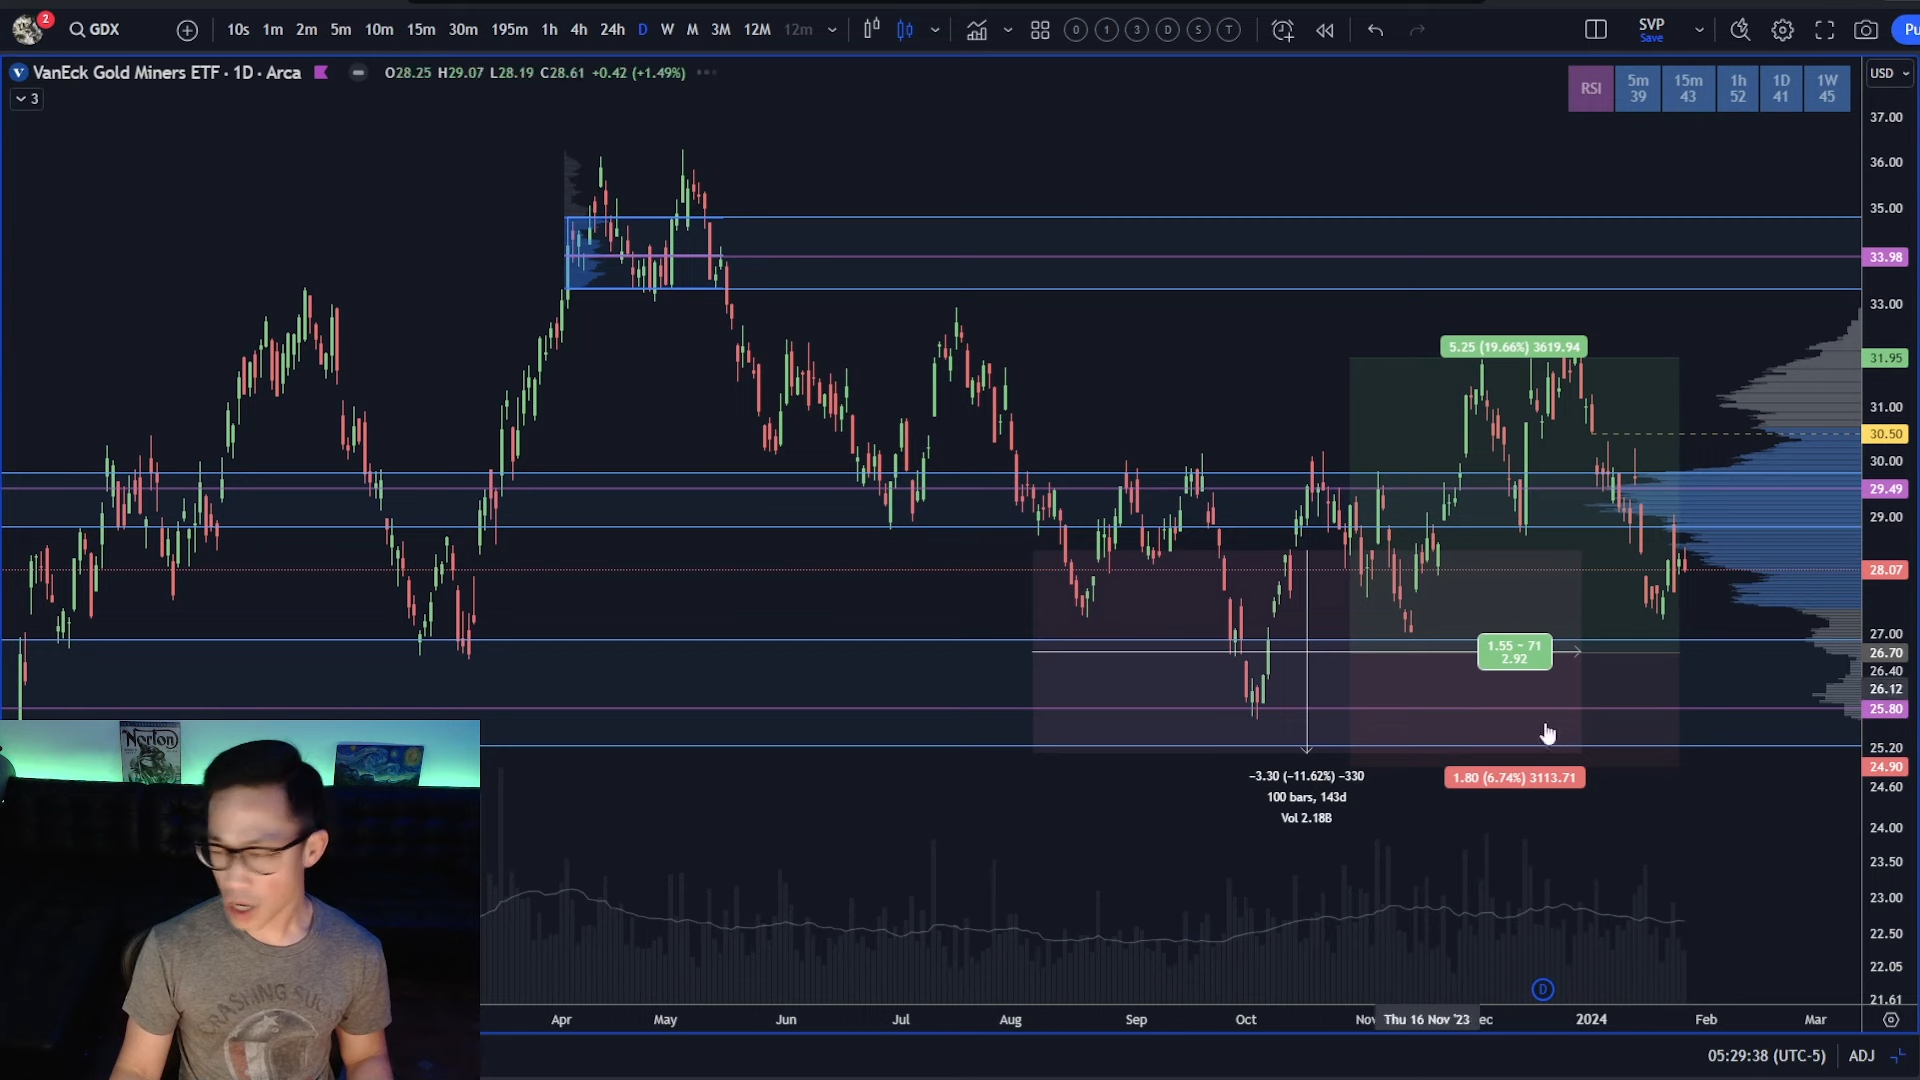 2
GDX
10s 1m 2m 5m 10m 15m 30m 195m 1h 4h 24h D W M 3M 12M 12m
0 1 3 D S T
SVP
Save
Pu
VanEck Gold Miners ETF · 1D · Arca
O28.25 H29.07 L28.19 C28.61 +0.42 (+1.49%)
3
RSI
5m
39
15m
43
1h
52
1D
41
1W
45
USD
37.00
36.00
35.00
33.98
33.00
31.95
31.00
30.50
30.00
29.49
29.00
28.07
27.00
26.70
26.40
26.12
25.80
25.20
24.90
24.60
24.00
23.50
23.00
22.50
22.05
21.61
5.25 (19.66%) 3619.94
1.55 ~ 71
2.92
1.80 (6.74%) 3113.71
−3.30 (−11.62%) −330
100 bars, 143d
Vol 2.18B
Norton
CRASHING SUC
D
Apr May Jun Jul Aug Sep Oct Nov Thu 16 Nov '23 ec 2024 Feb Mar
05:29:38 (UTC-5) ADJ